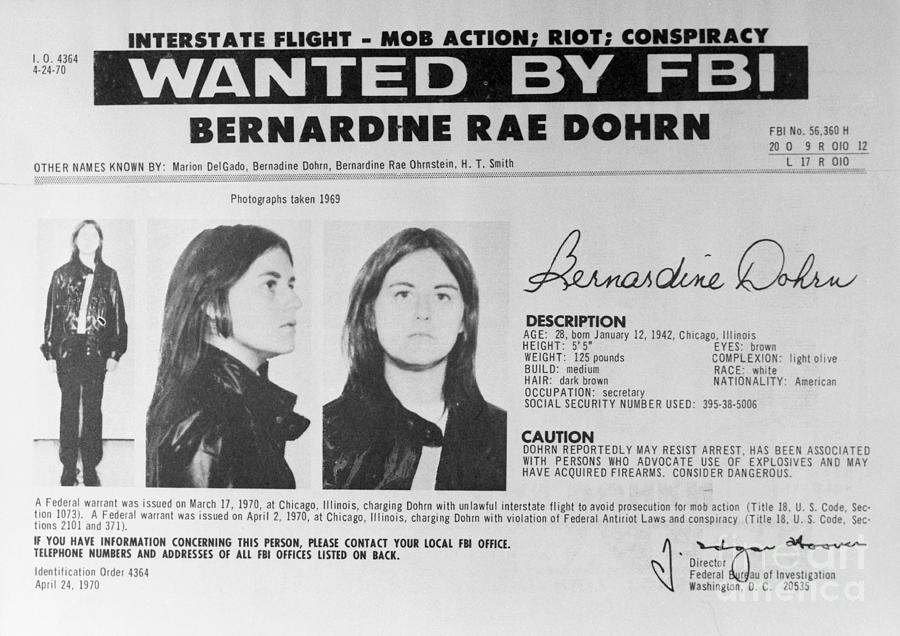 INTERSTATE FLIGHT - MOB ACTION; RIOT; CONSPIRACY
I. O. 4364
4-24-70
WANTED BY FBI
BERNARDINE RAE DOHRN
FBI No. 56,360 H
20 O 9 R OIO 12
L 17 R OIO
OTHER NAMES KNOWN BY: Marion DelGado, Bernadine Dohrn, Bernardine Rae Ohrnstein, H. T. Smith
Photographs taken 1969
Bernardine Dohrn
DESCRIPTION
AGE: 28, born January 12, 1942, Chicago, Illinois
HEIGHT: 5'5" EYES: brown
WEIGHT: 125 pounds COMPLEXION: light olive
BUILD: medium RACE: white
HAIR: dark brown NATIONALITY: American
OCCUPATION: secretary
SOCIAL SECURITY NUMBER USED: 395-38-5006
CAUTION
DOHRN REPORTEDLY MAY RESIST ARREST, HAS BEEN ASSOCIATED
WITH PERSONS WHO ADVOCATE USE OF EXPLOSIVES AND MAY
HAVE ACQUIRED FIREARMS. CONSIDER DANGEROUS.
A Federal warrant was issued on March 17, 1970, at Chicago, Illinois, charging Dohrn with unlawful interstate flight to avoid prosecution for mob action (Title 18, U. S. Code, Sec-
tion 1073). A Federal warrant was issued on April 2, 1970, at Chicago, Illinois, charging Dohrn with violation of Federal Antiriot Laws and conspiracy (Title 18, U. S. Code, Sec-
tions 2101 and 371).
IF YOU HAVE INFORMATION CONCERNING THIS PERSON, PLEASE CONTACT YOUR LOCAL FBI OFFICE.
TELEPHONE NUMBERS AND ADDRESSES OF ALL FBI OFFICES LISTED ON BACK.
Identification Order 4364
April 24, 1970
J. Edgar Hoover
Director
Federal Bureau of Investigation
Washington, D. C. 20535
fine art
america